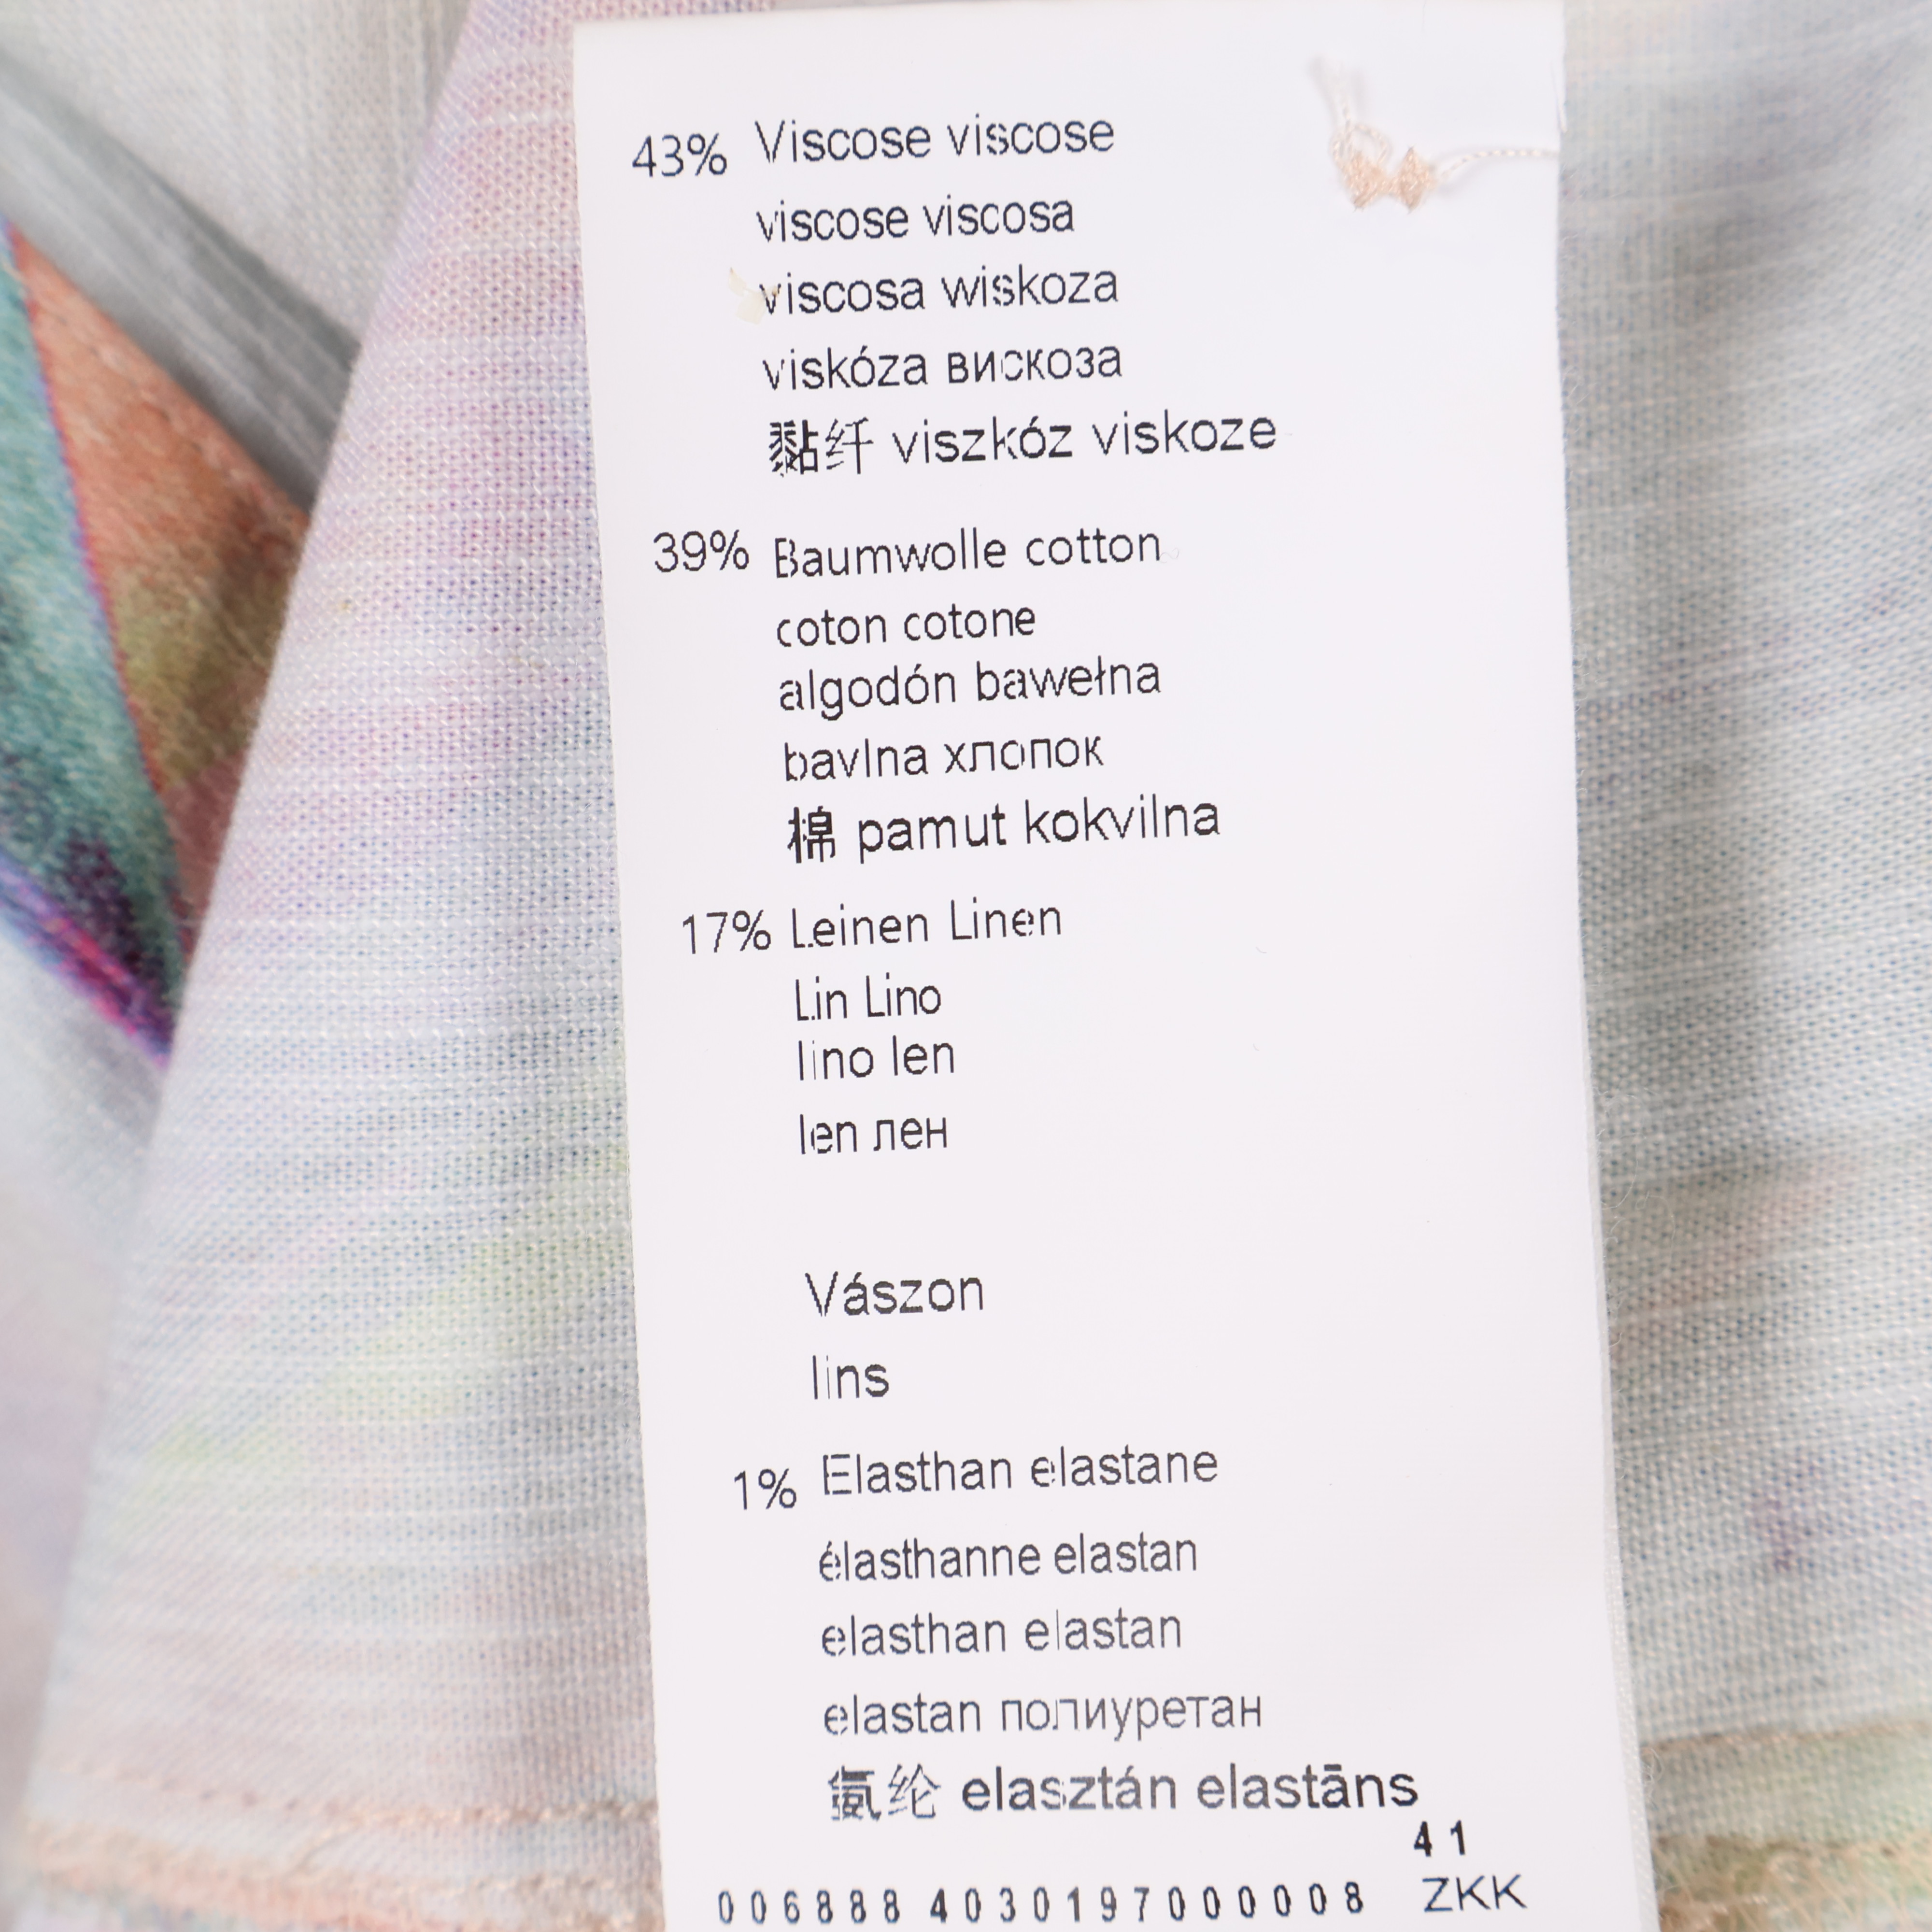 43% Viscose viscose
viscose viscosa
viscosa wiskoza
viskóza вискоза
黏纤 viszkóz viskoze
39% Baumwolle cotton
coton cotone
algodón bawełna
bavlna хлопок
棉 pamut kokvilna
17% Leinen Linen
Lin Lino
lino len
len лен
Vászon
lins
1% Elasthan elastane
élasthanne elastan
elasthan elastan
elastan полиуретан
氨纶 elasztán elastāns
41
006888 4030197000008 ZKK